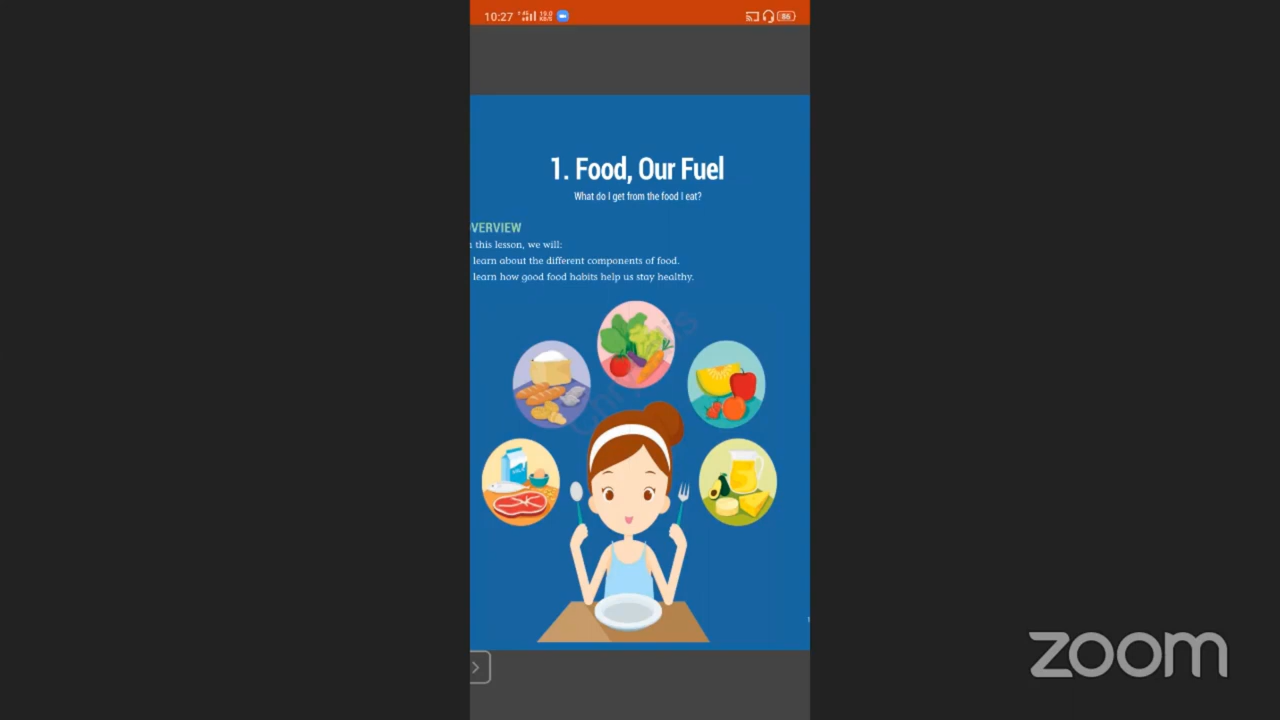 10:27
1. Food, Our Fuel
What do I get from the food I eat?
VERVIEW
this lesson, we will:
learn about the different components of food.
learn how good food habits help us stay healthy.
zoom